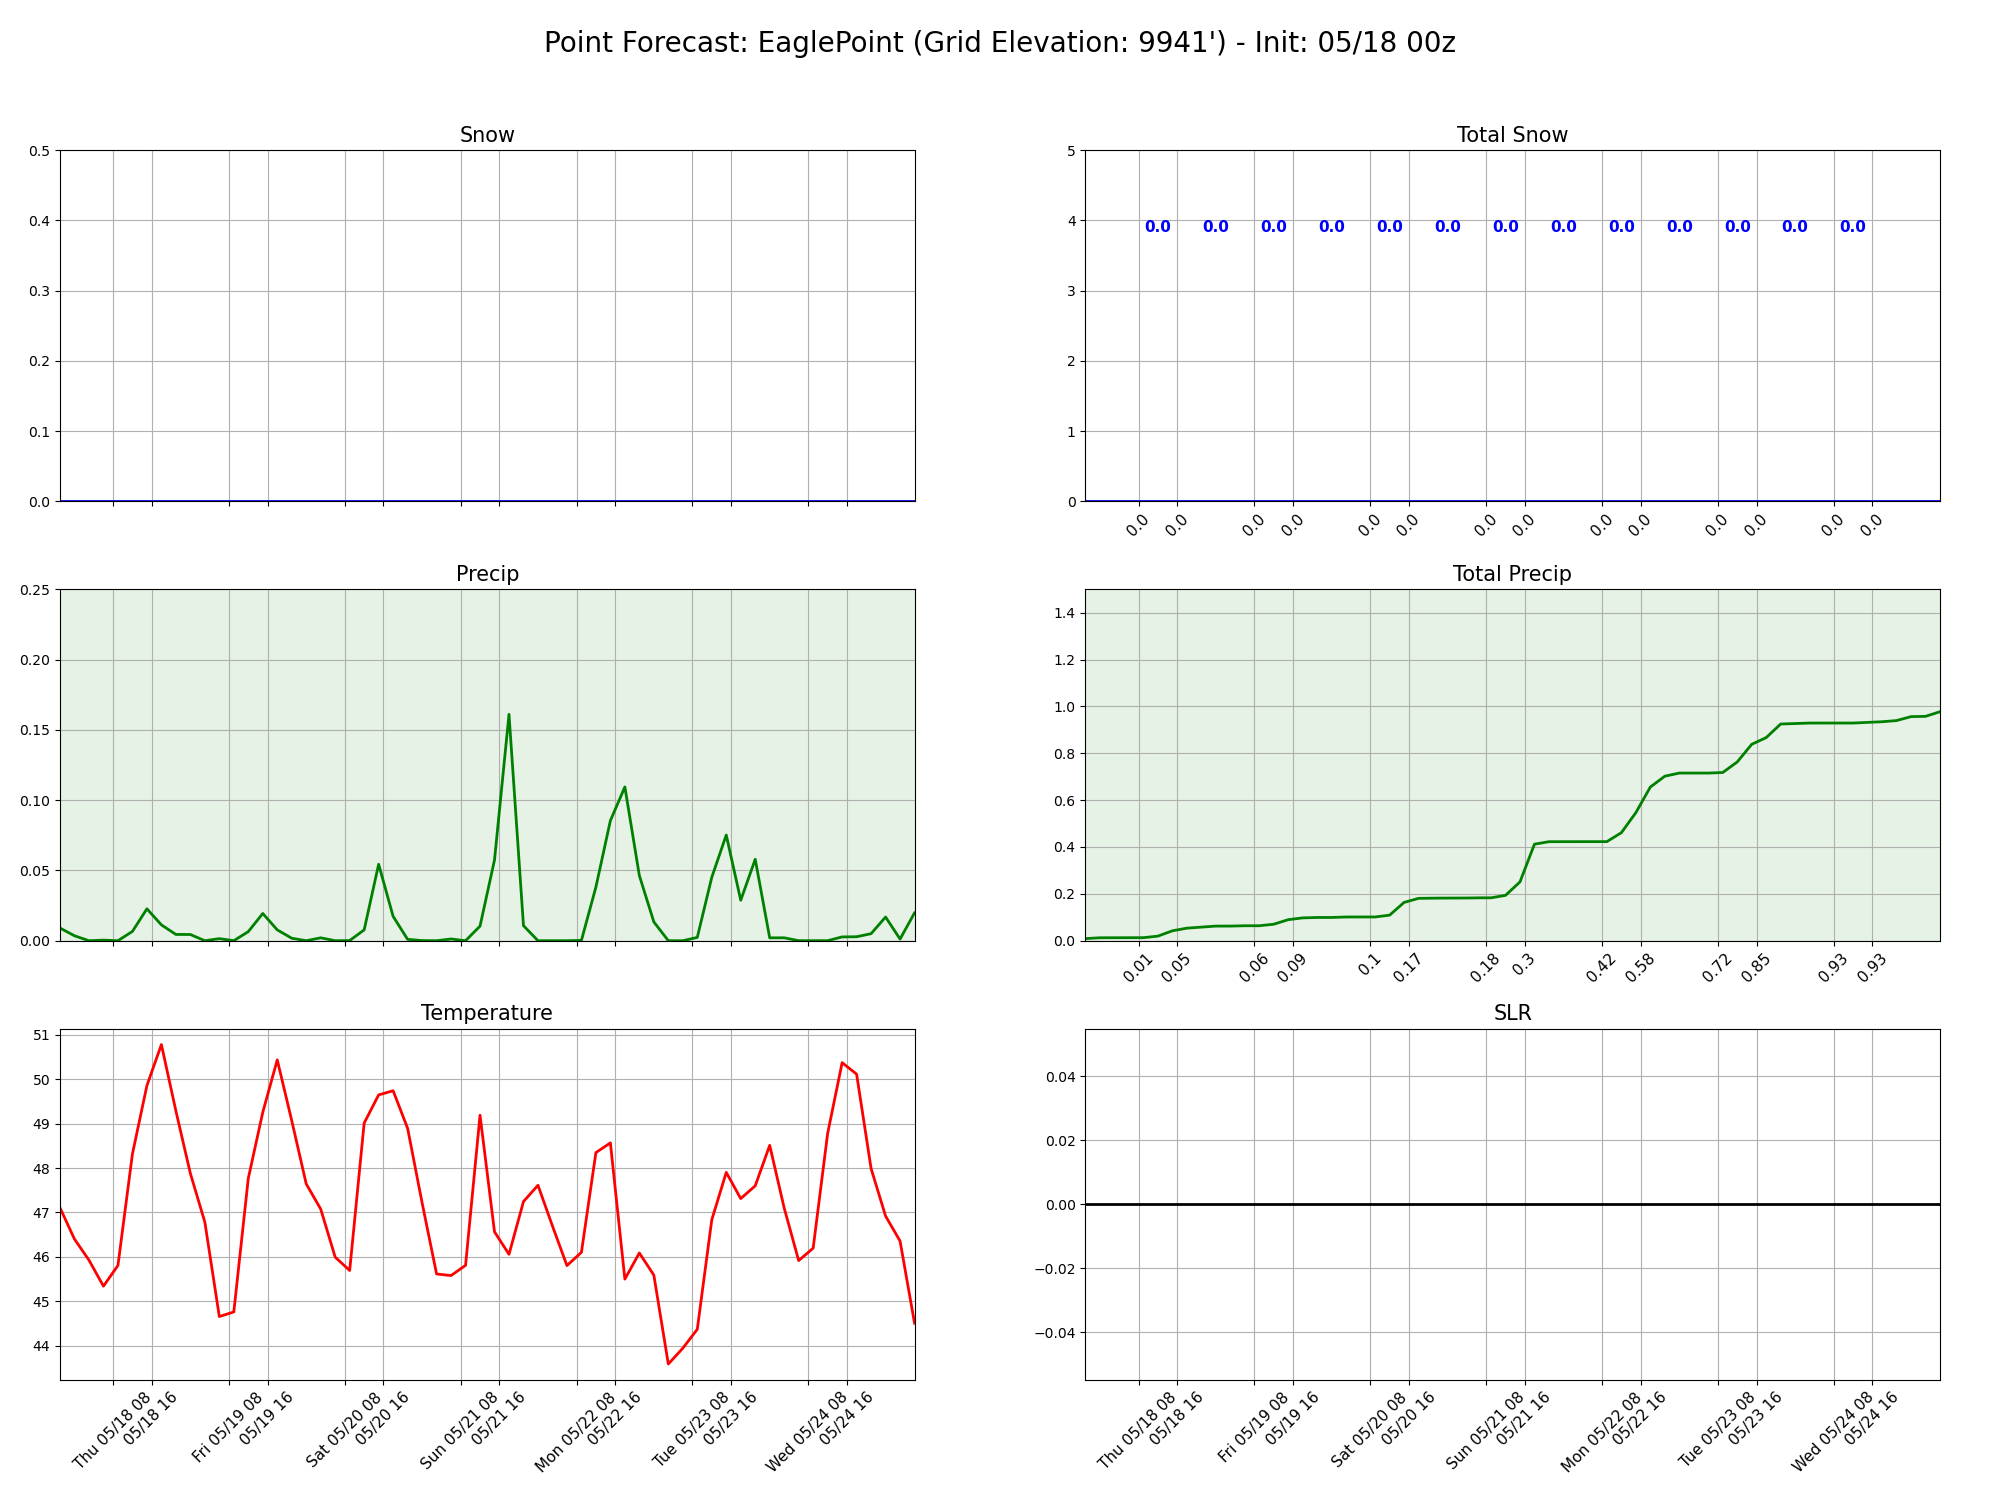 Point Forecast: EaglePoint (Grid Elevation: 9941') - Init: 05/18 00z
Snow
0.5
0.4
0.3
0.2
0.1
0.0
Total Snow
5
4
3
2
1
0
0.0 0.0 0.0 0.0 0.0 0.0 0.0 0.0 0.0 0.0 0.0 0.0 0.0
0.0 0.0 0.0 0.0 0.0 0.0 0.0 0.0 0.0 0.0 0.0 0.0 0.0 0.0
Precip
0.25
0.20
0.15
0.10
0.05
0.00
Total Precip
1.4
1.2
1.0
0.8
0.6
0.4
0.2
0.0
0.01 0.05 0.06 0.09 0.1 0.17 0.18 0.3 0.42 0.58 0.72 0.85 0.93 0.93
Temperature
51
50
49
48
47
46
45
44
Thu 05/18 08
05/18 16
Fri 05/19 08
05/19 16
Sat 05/20 08
05/20 16
Sun 05/21 08
05/21 16
Mon 05/22 08
05/22 16
Tue 05/23 08
05/23 16
Wed 05/24 08
05/24 16
SLR
0.04
0.02
0.00
−0.02
−0.04
Thu 05/18 08
05/18 16
Fri 05/19 08
05/19 16
Sat 05/20 08
05/20 16
Sun 05/21 08
05/21 16
Mon 05/22 08
05/22 16
Tue 05/23 08
05/23 16
Wed 05/24 08
05/24 16